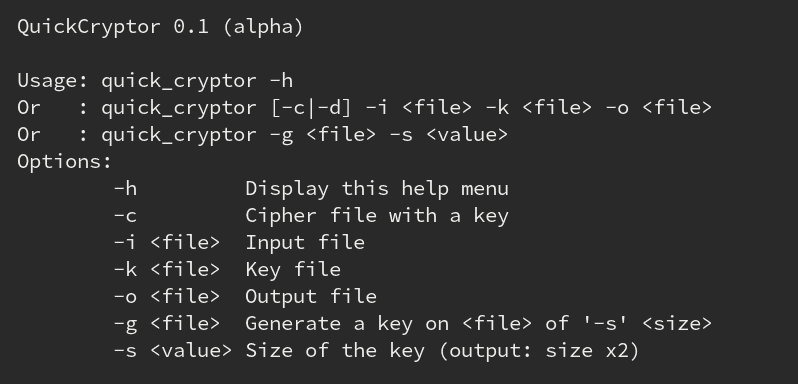 QuickCryptor 0.1 (alpha)

Usage: quick_cryptor -h
Or   : quick_cryptor [-c|-d] -i <file> -k <file> -o <file>
Or   : quick_cryptor -g <file> -s <value>
Options:
        -h         Display this help menu
        -c         Cipher file with a key
        -i <file>  Input file
        -k <file>  Key file
        -o <file>  Output file
        -g <file>  Generate a key on <file> of '-s' <size>
        -s <value> Size of the key (output: size x2)